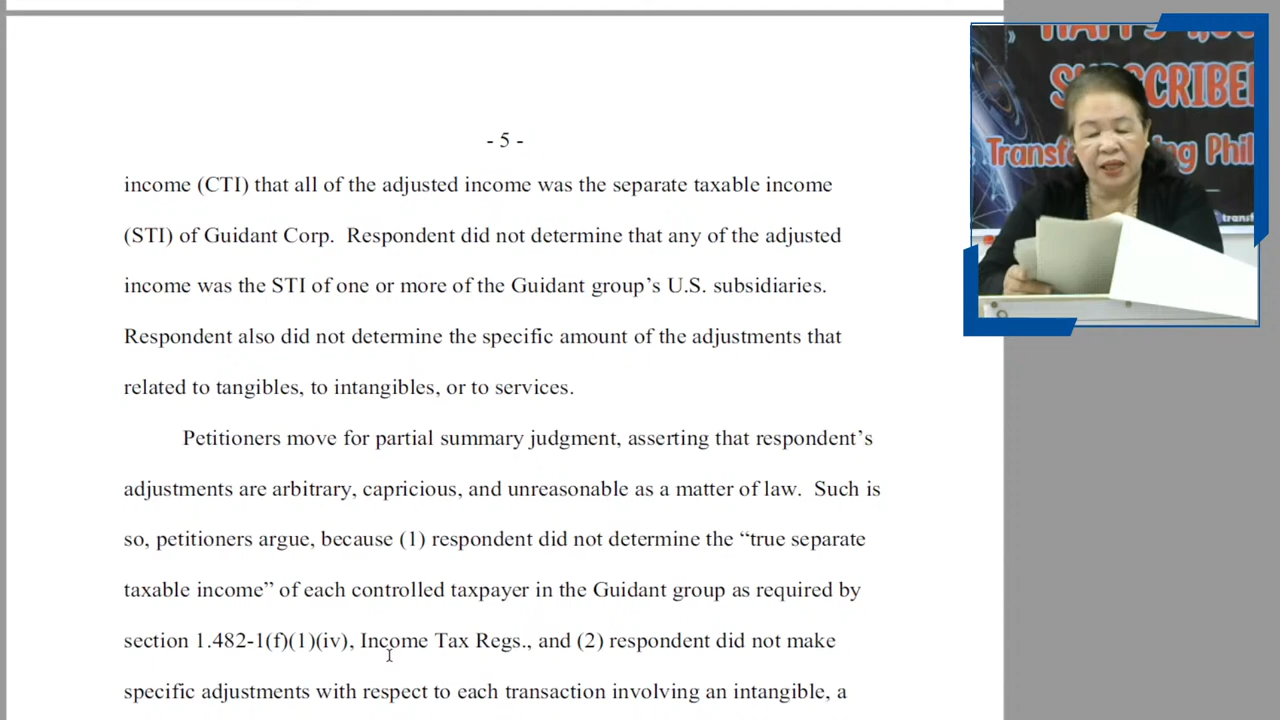 - 5 -
income (CTI) that all of the adjusted income was the separate taxable income
(STI) of Guidant Corp.  Respondent did not determine that any of the adjusted
income was the STI of one or more of the Guidant group’s U.S. subsidiaries.
Respondent also did not determine the specific amount of the adjustments that
related to tangibles, to intangibles, or to services.
Petitioners move for partial summary judgment, asserting that respondent’s
adjustments are arbitrary, capricious, and unreasonable as a matter of law.  Such is
so, petitioners argue, because (1) respondent did not determine the “true separate
taxable income” of each controlled taxpayer in the Guidant group as required by
section 1.482-1(f)(1)(iv), Income Tax Regs., and (2) respondent did not make
specific adjustments with respect to each transaction involving an intangible, a
HAPPY